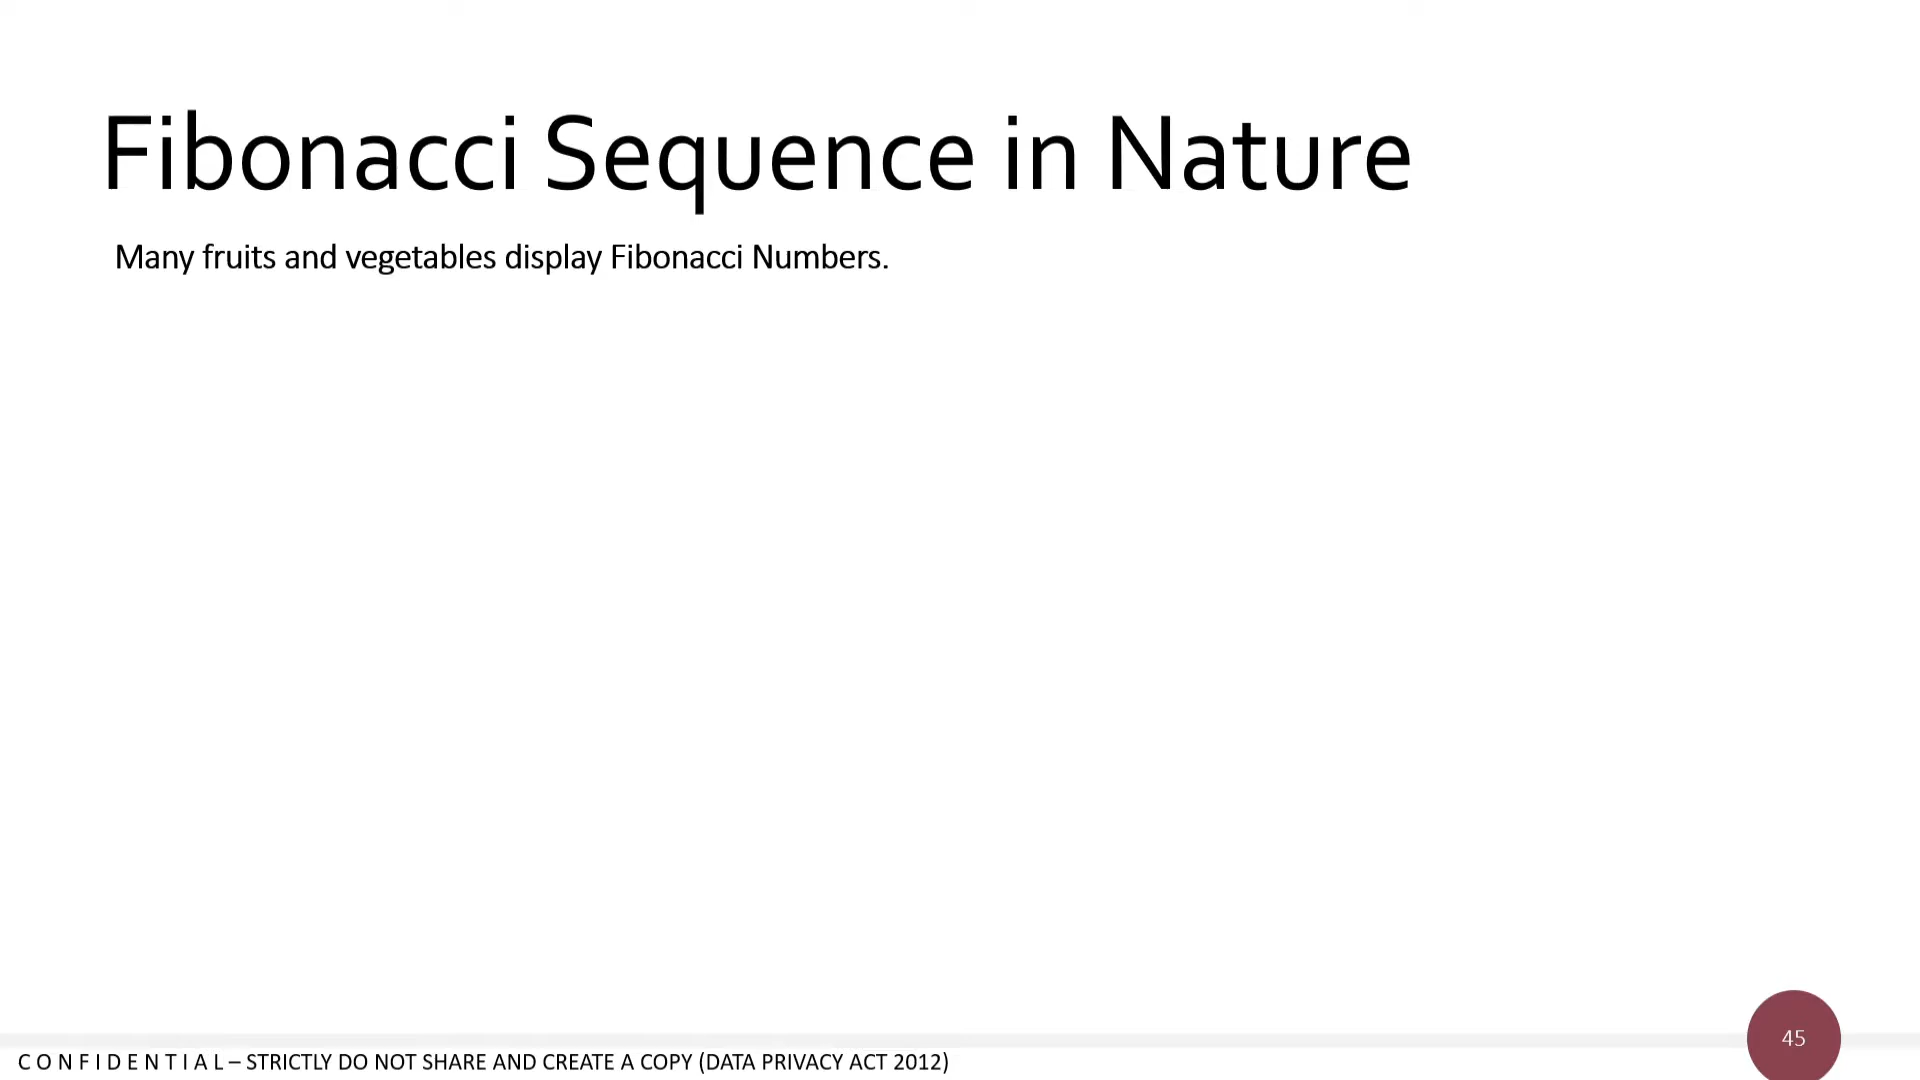 Fibonacci Sequence in Nature
Many fruits and vegetables display Fibonacci Numbers.
45
C O N F I D E N T I A L – STRICTLY DO NOT SHARE AND CREATE A COPY (DATA PRIVACY ACT 2012)